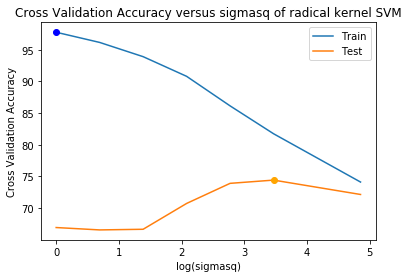 Cross Validation Accuracy versus sigmasq of radical kernel SVM
Train
Test
Cross Validation Accuracy
95
90
85
80
75
70
0 1 2 3 4 5
log(sigmasq)